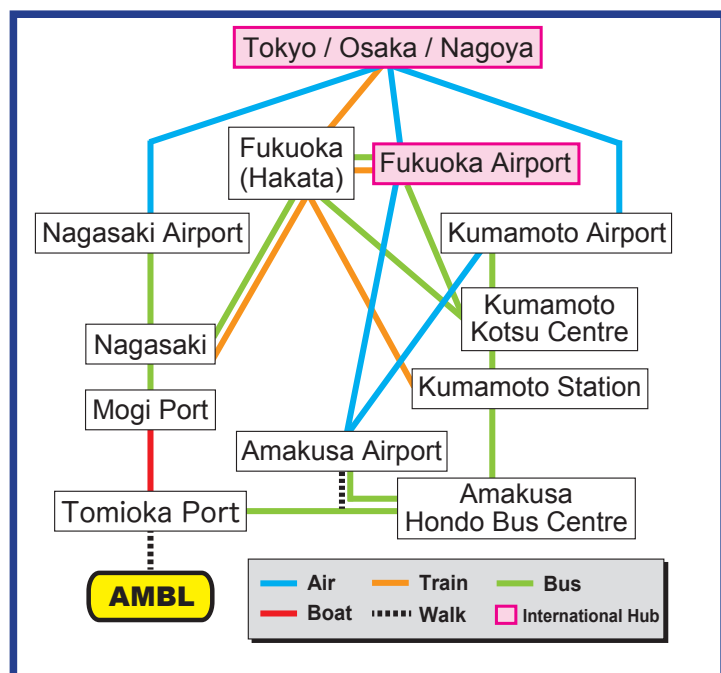 Tokyo / Osaka / Nagoya
Fukuoka
(Hakata)
Fukuoka Airport
Nagasaki Airport
Kumamoto Airport
Kumamoto
Kotsu Centre
Nagasaki
Kumamoto Station
Mogi Port
Amakusa Airport
Amakusa
Hondo Bus Centre
Tomioka Port
AMBL
Air
Train
Bus
Boat
Walk
International Hub